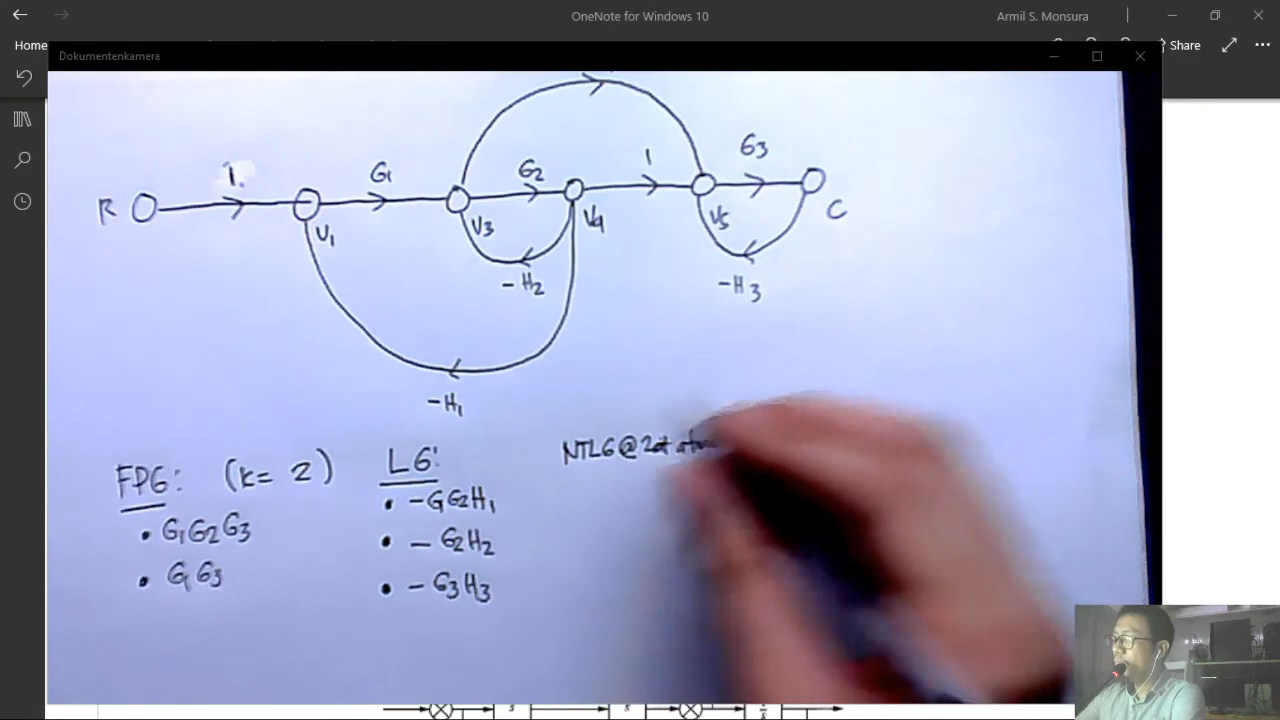 OneNote for Windows 10
Armil S. Monsura
Home
Share
Dokumentenkamera
R 1. G1 G2 1 G3 C
V1 V3 V4 V5
-H2 -H3
-H1
FPG: (k= 2)
• G1G2G3
• G1G3
LG:
• -G1G2H1
• - G2H2
• - G3H3
NTLG@2at